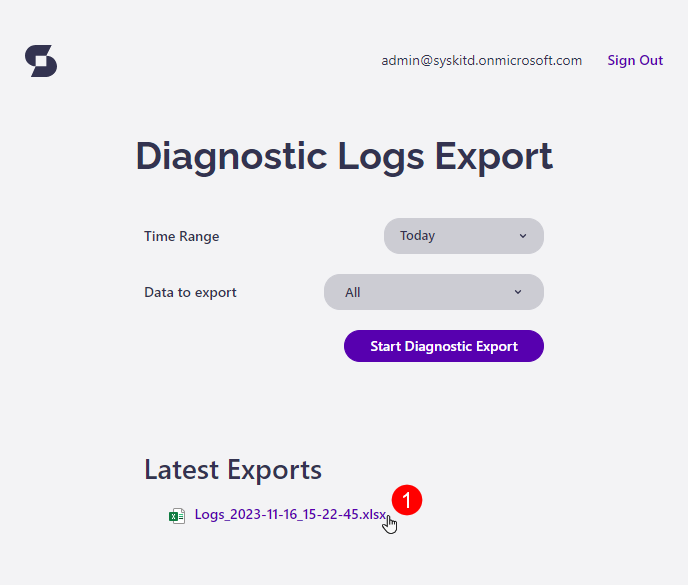 admin@syskitd.onmicrosoft.com Sign Out
Diagnostic Logs Export
Time Range Today
Data to export All
Start Diagnostic Export
Latest Exports
Logs_2023-11-16_15-22-45.xlsx 1